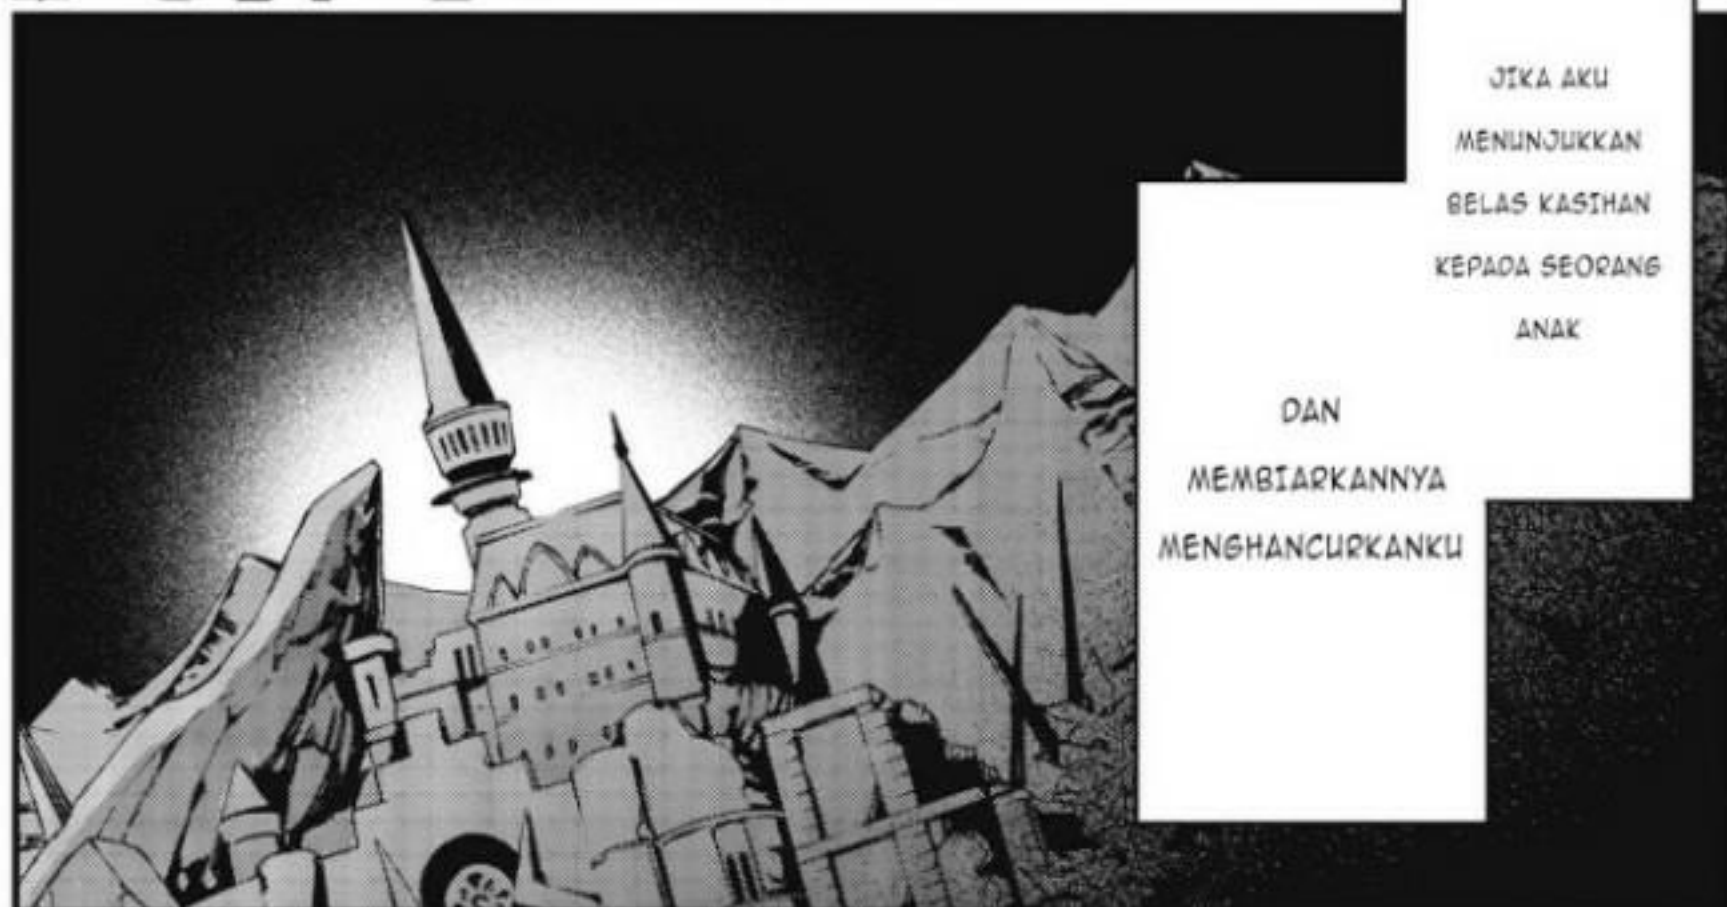 JIKA AKU
MENUNJUKKAN
BELAS KASIHAN
KEPADA SEORANG
ANAK
DAN
MEMBIARKANNYA
MENGHANCURKANKU